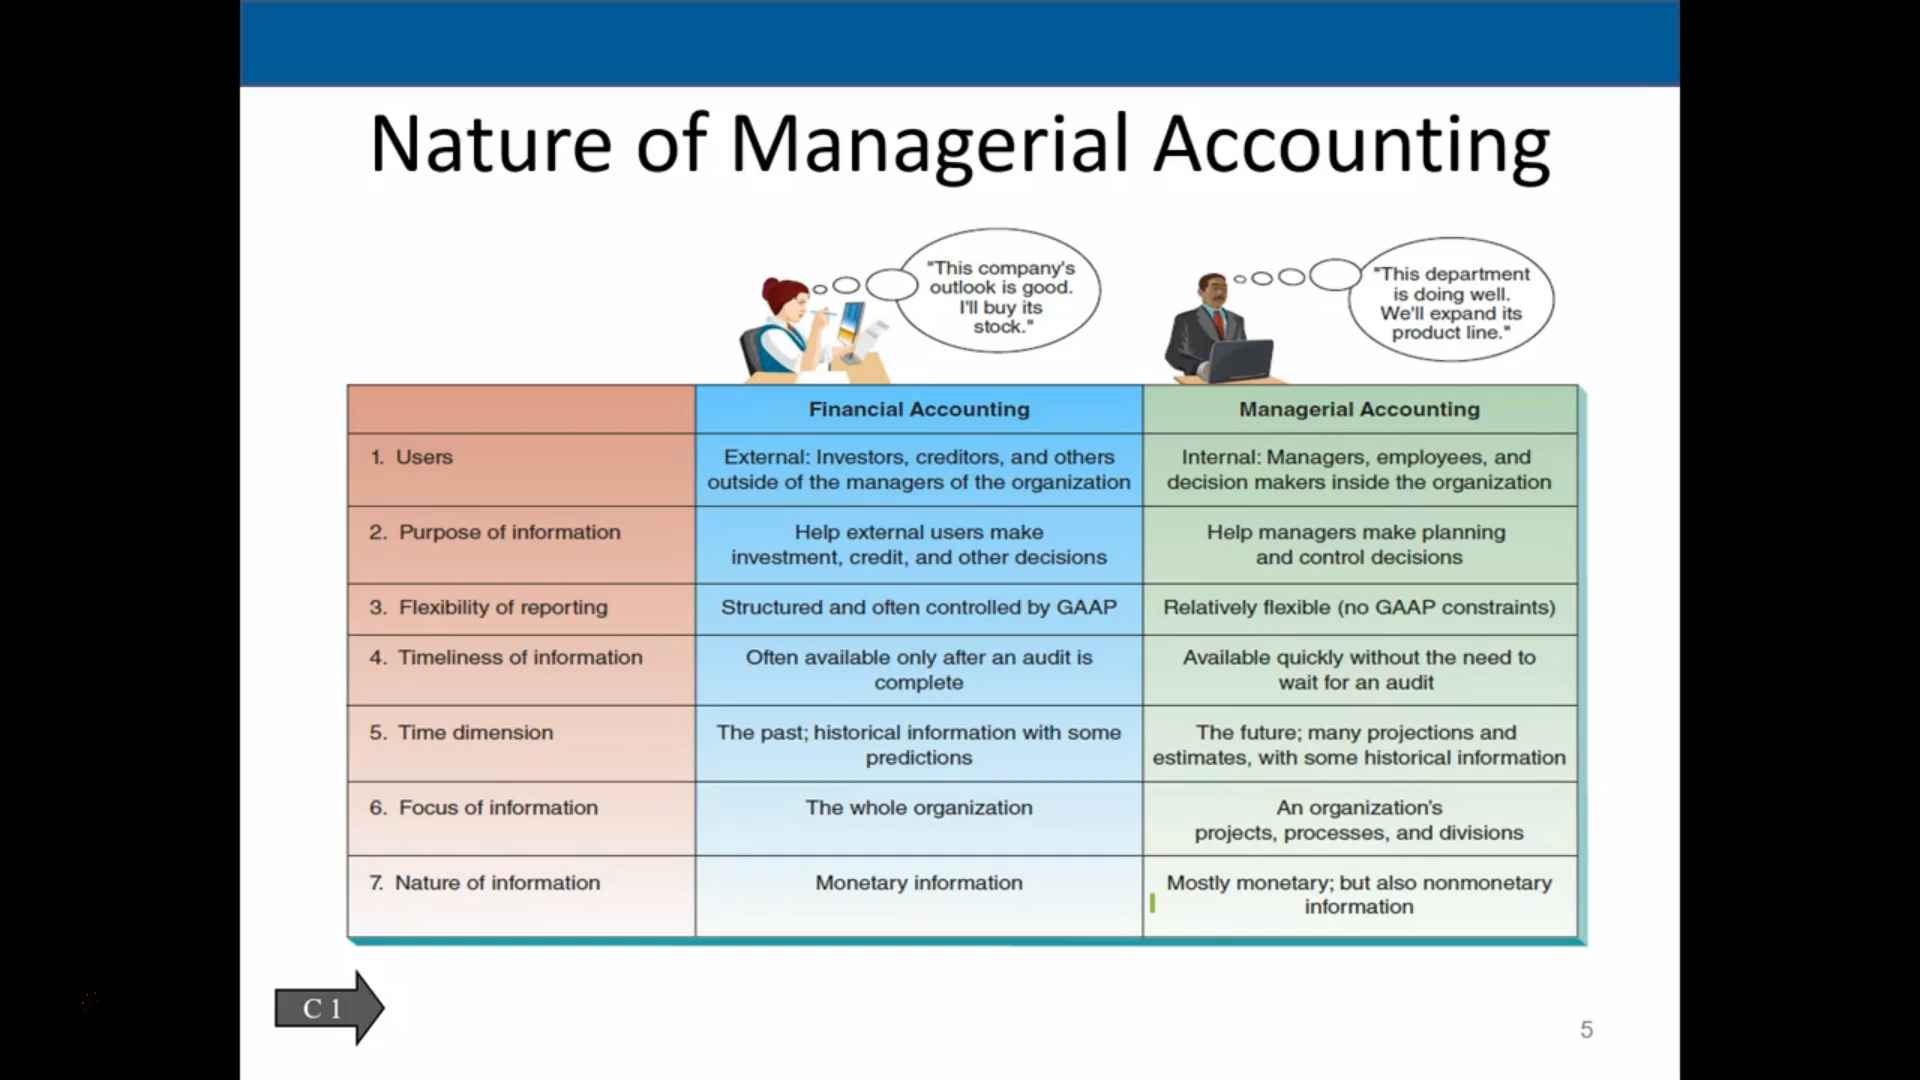 Nature of Managerial Accounting
"This company's
outlook is good.
I'll buy its
stock."
"This department
is doing well.
We'll expand its
product line."
Financial Accounting
Managerial Accounting
1. Users
External: Investors, creditors, and others
outside of the managers of the organization
Internal: Managers, employees, and
decision makers inside the organization
2. Purpose of information
Help external users make
investment, credit, and other decisions
Help managers make planning
and control decisions
3. Flexibility of reporting
Structured and often controlled by GAAP
Relatively flexible (no GAAP constraints)
4. Timeliness of information
Often available only after an audit is
complete
Available quickly without the need to
wait for an audit
5. Time dimension
The past; historical information with some
predictions
The future; many projections and
estimates, with some historical information
6. Focus of information
The whole organization
An organization's
projects, processes, and divisions
7. Nature of information
Monetary information
Mostly monetary; but also nonmonetary
information
C 1
5